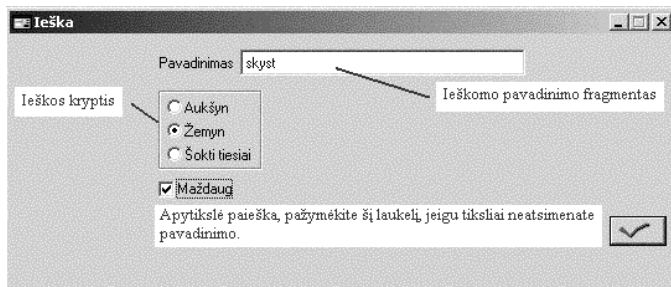 Ieška
Pavadinimas skyst
Ieškos kryptis
Ieškomo pavadinimo fragmentas
Aukšyn
Žemyn
Šokti tiesiai
Maždaug
Apytikslė paieška, pažymėkite šį laukelį, jeigu tiksliai neatsimenate
pavadinimo.